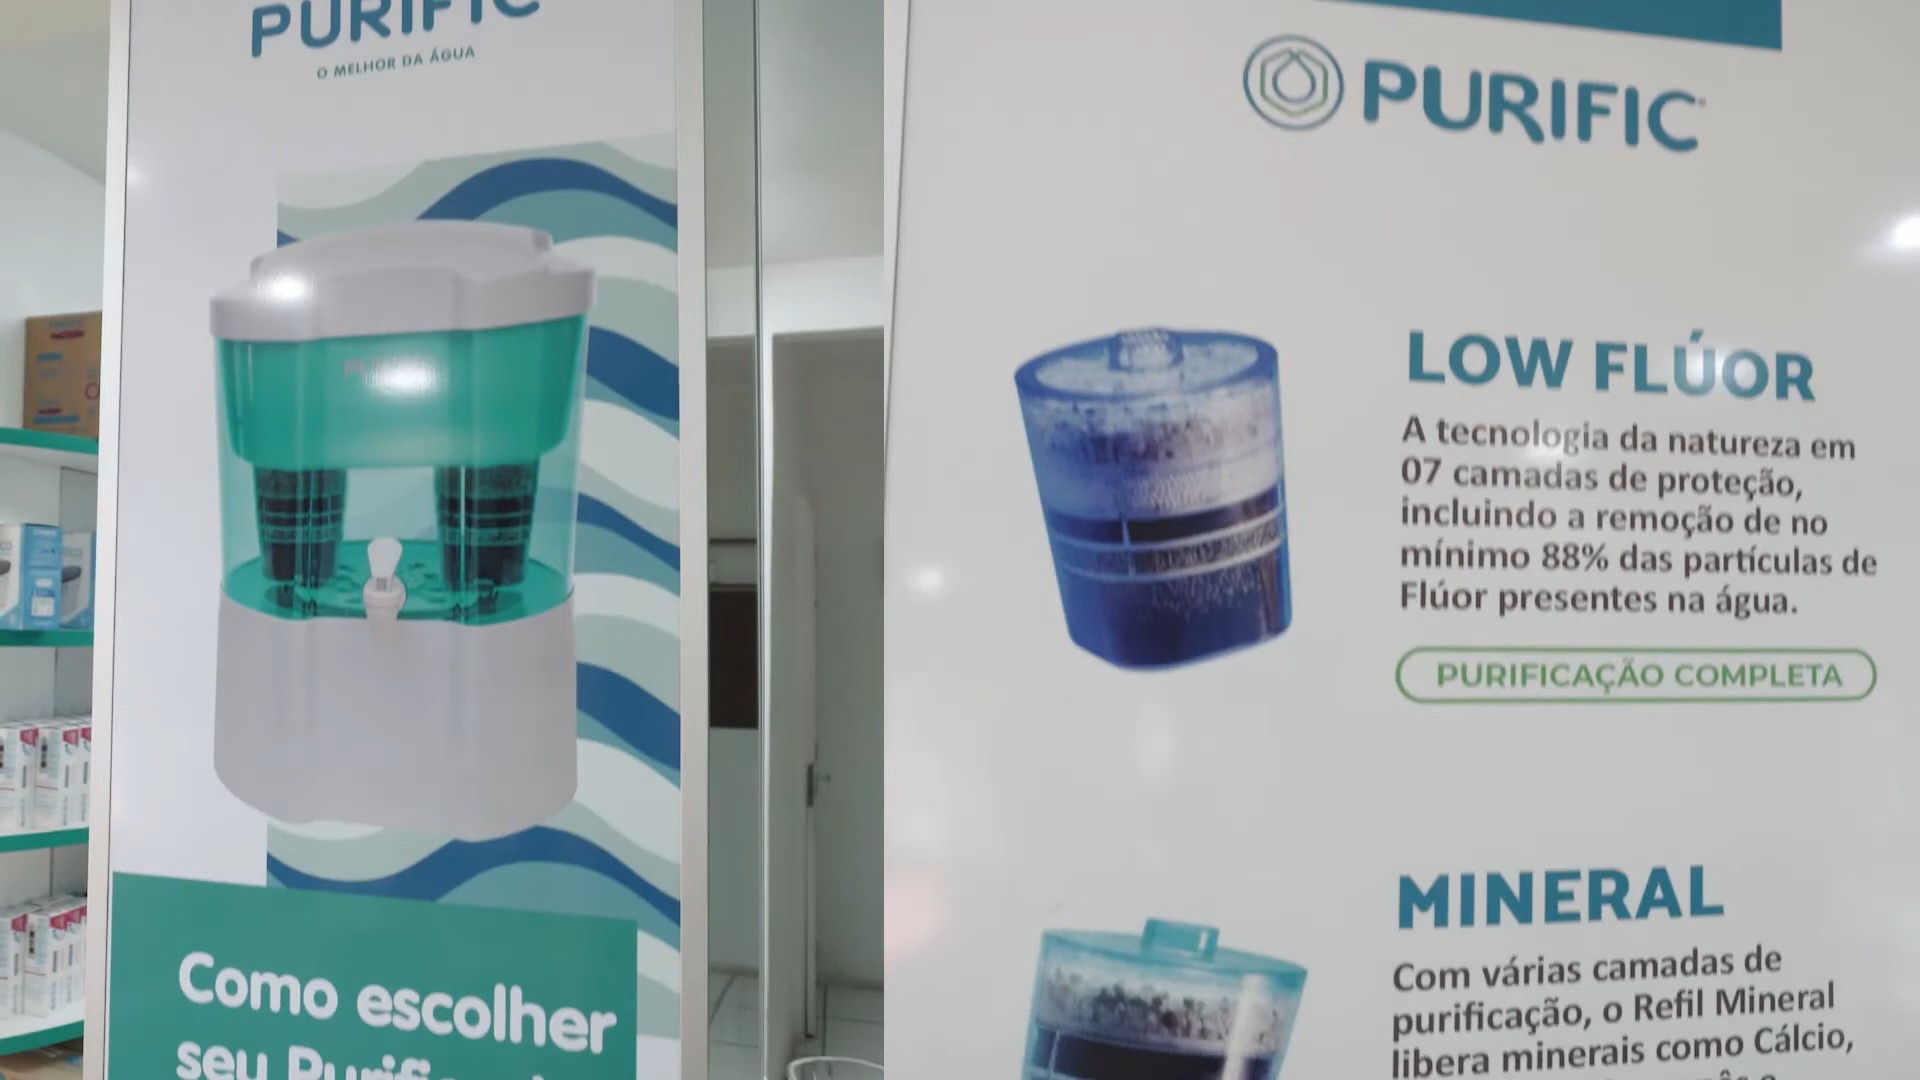 PURIFIC
O MELHOR DA ÁGUA
Como escolher
seu
PURIFIC
LOW FLÚOR
A tecnologia da natureza em
07 camadas de proteção,
incluindo a remoção de no
mínimo 88% das partículas de
Flúor presentes na água.
PURIFICAÇÃO COMPLETA
MINERAL
Com várias camadas de
purificação, o Refil Mineral
libera minerais como Cálcio,